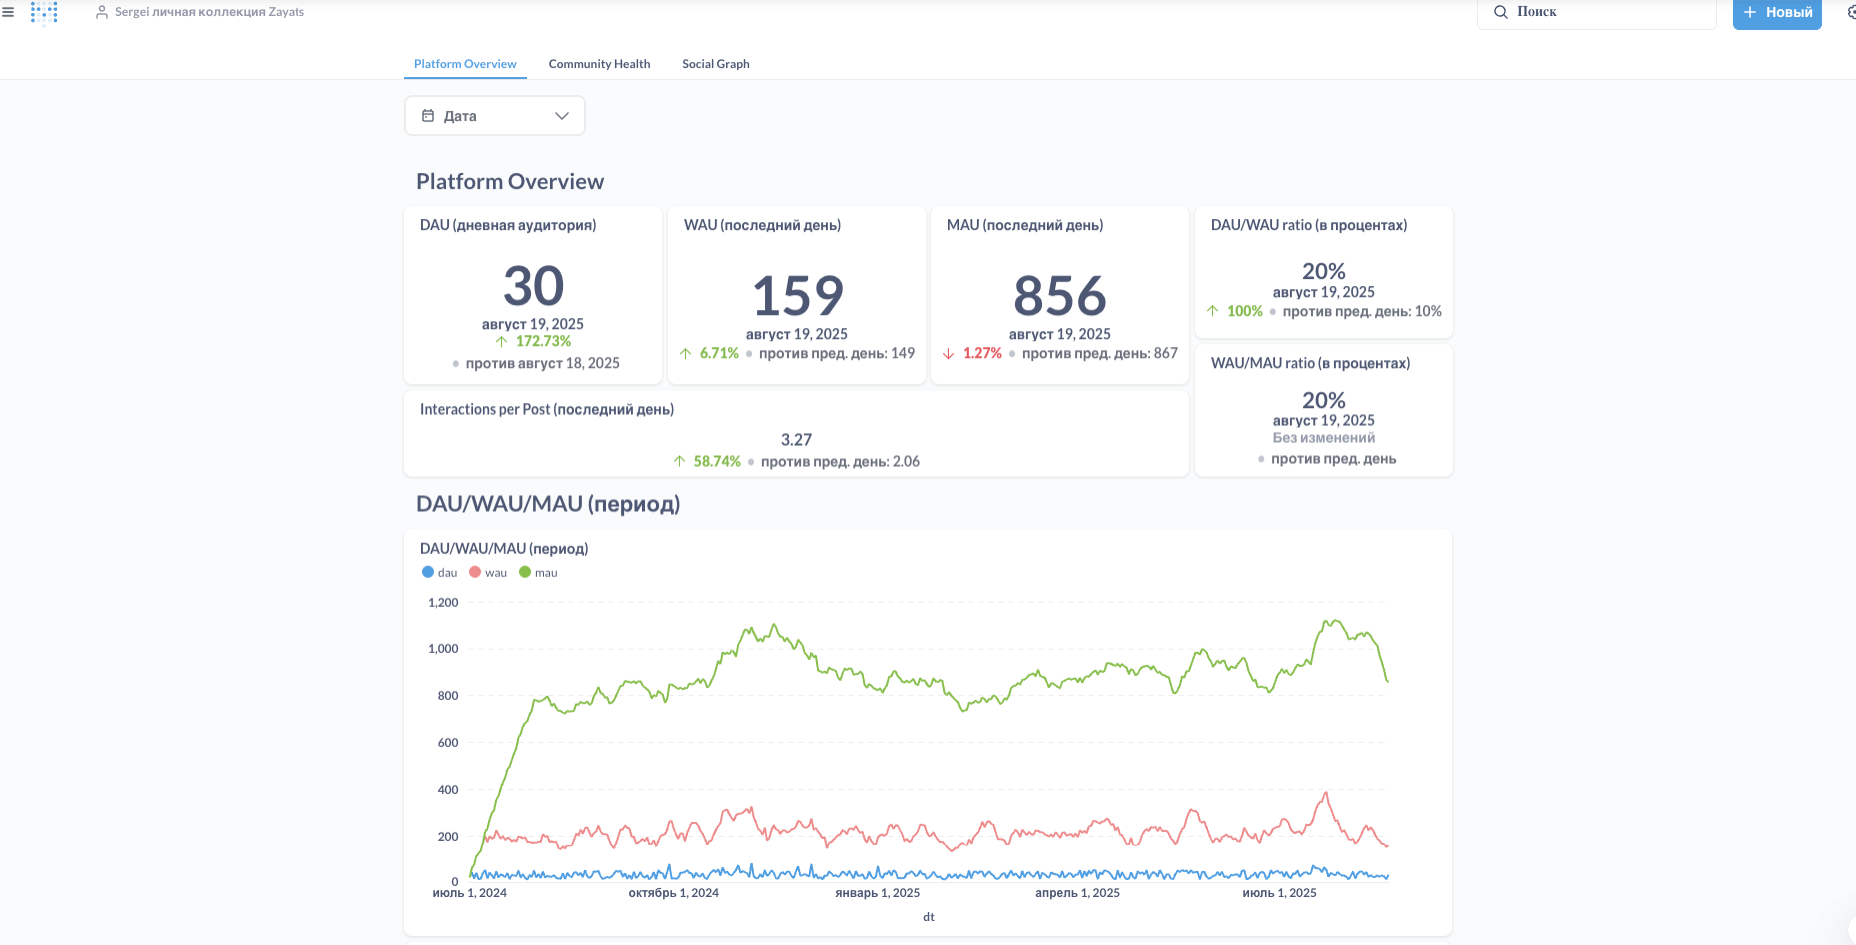 Sergei личная коллекция Zayats
Поиск
Новый
Platform Overview
Community Health
Social Graph
Дата
Platform Overview
DAU (дневная аудитория)
30
август 19, 2025
172.73%
против август 18, 2025
WAU (последний день)
159
август 19, 2025
6.71% • против пред. день: 149
MAU (последний день)
856
август 19, 2025
1.27% • против пред. день: 867
DAU/WAU ratio (в процентах)
20%
август 19, 2025
100% • против пред. день: 10%
WAU/MAU ratio (в процентах)
20%
август 19, 2025
Без изменений
• против пред. день
Interactions per Post (последний день)
3.27
58.74% • против пред. день: 2.06
DAU/WAU/MAU (период)
DAU/WAU/MAU (период)
dau wau mau
1,200
1,000
800
600
400
200
0
июль 1, 2024 октябрь 1, 2024 январь 1, 2025 апрель 1, 2025 июль 1, 2025
dt